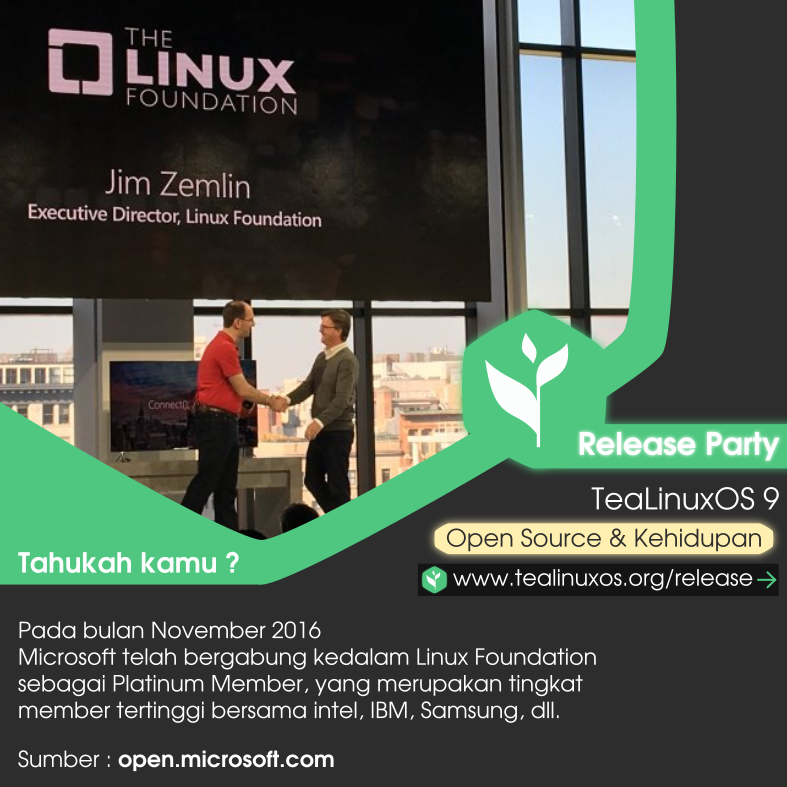 THE
LINUX
FOUNDATION
Jim Zemlin
Executive Director, Linux Foundation
Connect();
Release Party
TeaLinuxOS 9
Open Source & Kehidupan
www.tealinuxos.org/release
Tahukah kamu ?
Pada bulan November 2016
Microsoft telah bergabung kedalam Linux Foundation
sebagai Platinum Member, yang merupakan tingkat
member tertinggi bersama intel, IBM, Samsung, dll.
Sumber : open.microsoft.com